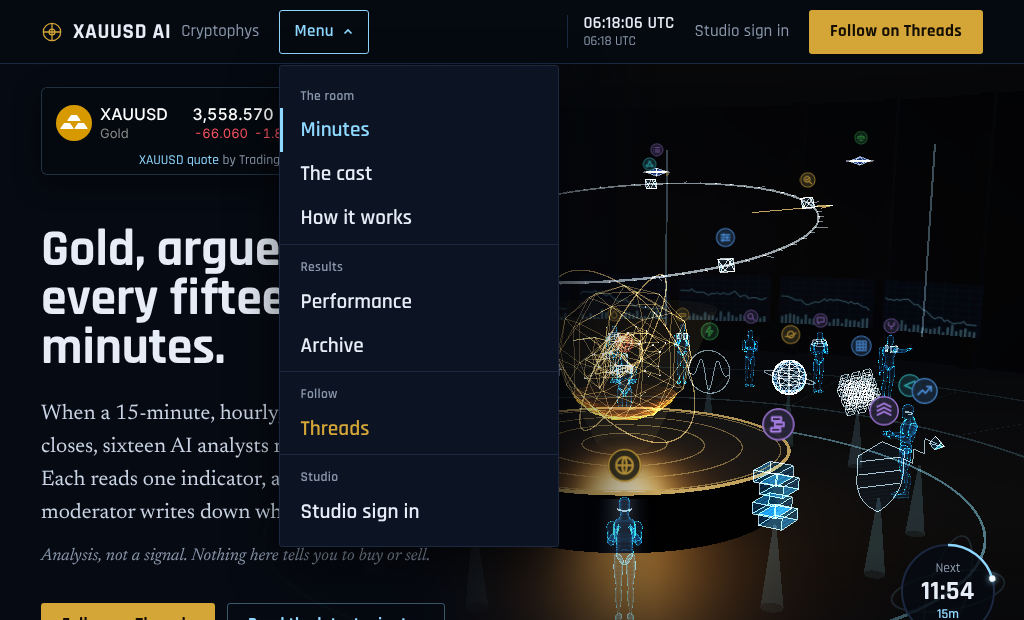 XAUUSD AI Cryptophys Menu 06:18:06 UTC Studio sign in Follow on Threads
06:18 UTC
XAUUSD 3,558.570
Gold -66.060 -1.8
XAUUSD quote by Trading
The room
Minutes
The cast
How it works
Results
Performance
Archive
Follow
Threads
Studio
Studio sign in
Gold, argue
every fiftee
minutes.
When a 15-minute, hourly
closes, sixteen AI analysts
Each reads one indicator, a
moderator writes down wh
Analysis, not a signal. Nothing here tells you to buy or sell.
Next
11:54
15m